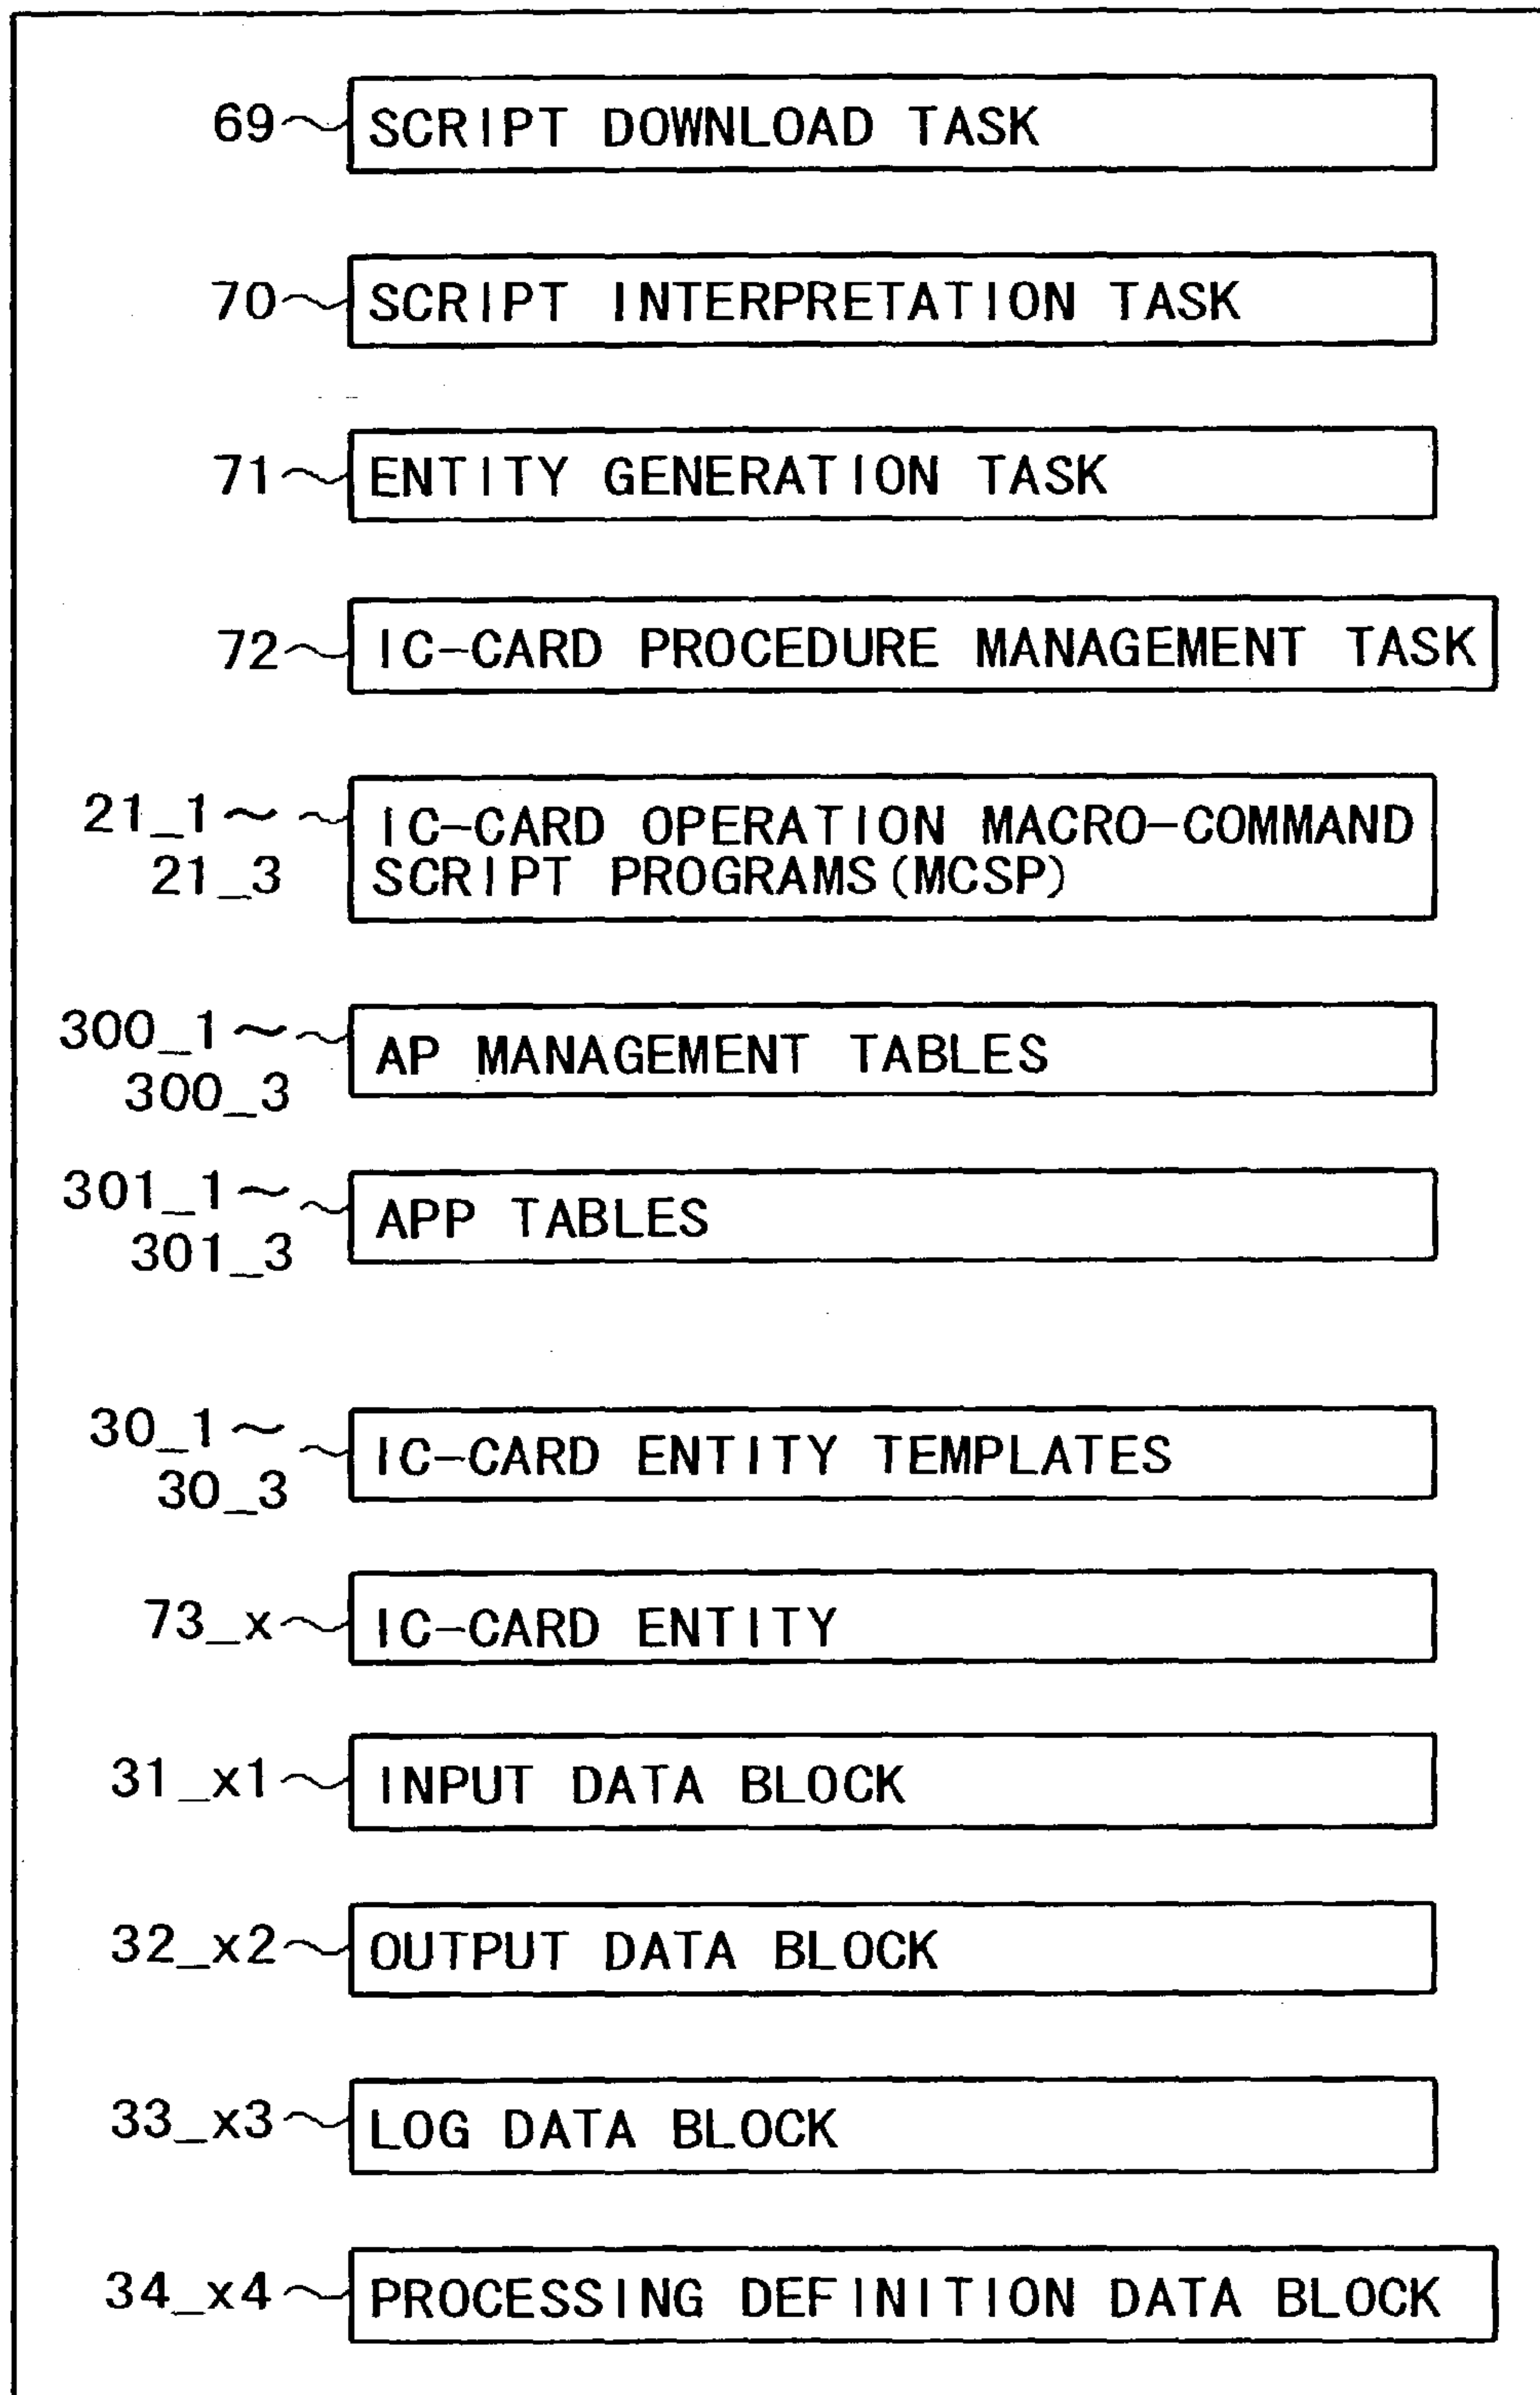 69 SCRIPT DOWNLOAD TASK
70 SCRIPT INTERPRETATION TASK
71 ENTITY GENERATION TASK
72 IC-CARD PROCEDURE MANAGEMENT TASK
21_1~ IC-CARD OPERATION MACRO-COMMAND
21_3 SCRIPT PROGRAMS(MCSP)
300_1~
AP MANAGEMENT TABLES
300_3
301_1~
APP TABLES
301_3
30_1~
IC-CARD ENTITY TEMPLATES
30_3
73_x IC-CARD ENTITY
31_x1 INPUT DATA BLOCK
32_x2 OUTPUT DATA BLOCK
33_x3 LOG DATA BLOCK
34_x4 PROCESSING DEFINITION DATA BLOCK